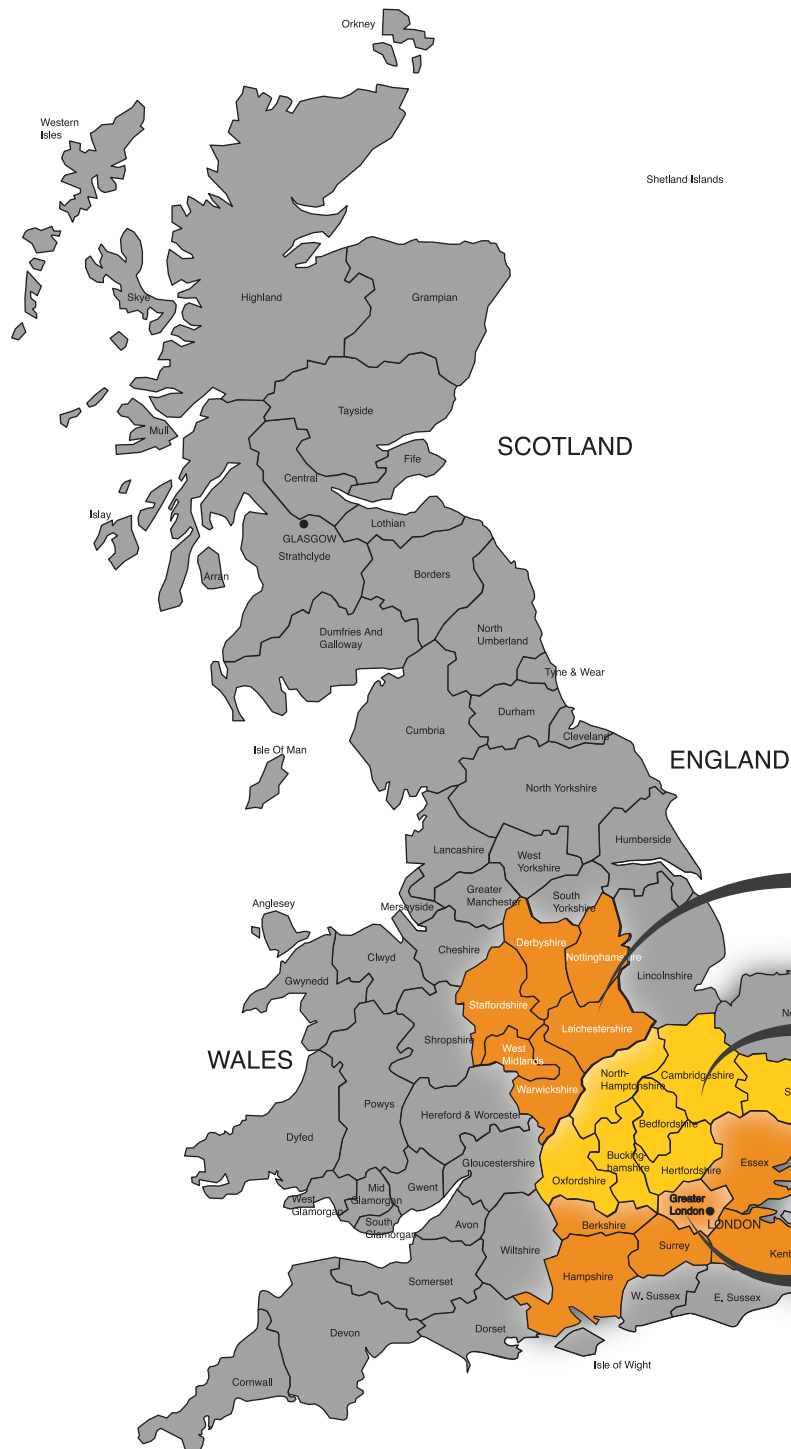 Orkney
Western
Isles
Shetland Islands
Skye
Highland
Grampian
Tayside
Mull
SCOTLAND
Fife
Central
Islay
Lothian
GLASGOW
Strathclyde
Arran
Borders
Dumfries And
Galloway
North
Umberland
Tyne & Wear
Durham
Cumbria
Cleveland
Isle Of Man
ENGLAND
North Yorkshire
Humberside
Lancashire
West
Yorkshire
Greater
Manchester
South
Yorkshire
Merseyside
Anglesey
Derbyshire
Nottinghamshire
Cheshire
Clwyd
Gwynedd
Lincolnshire
Staffordshire
Leichestershire
Shropshire
West
Midlands
WALES
North-
Hamptonshire
Cambridgeshire
Warwickshire
Powys
Hereford & Worcester
Bedfordshire
Dyfed
Bucking-
hamshire
Gloucestershire
Hertfordshire
Essex
Oxfordshire
Mid
Glamorgan
Gwent
West
Glamorgan
Greater
London
LONDON
South
Glamorgan
Avon
Berkshire
Wiltshire
Surrey
Kent
Somerset
Hampshire
W. Sussex
E. Sussex
Devon
Dorset
Isle of Wight
Cornwall